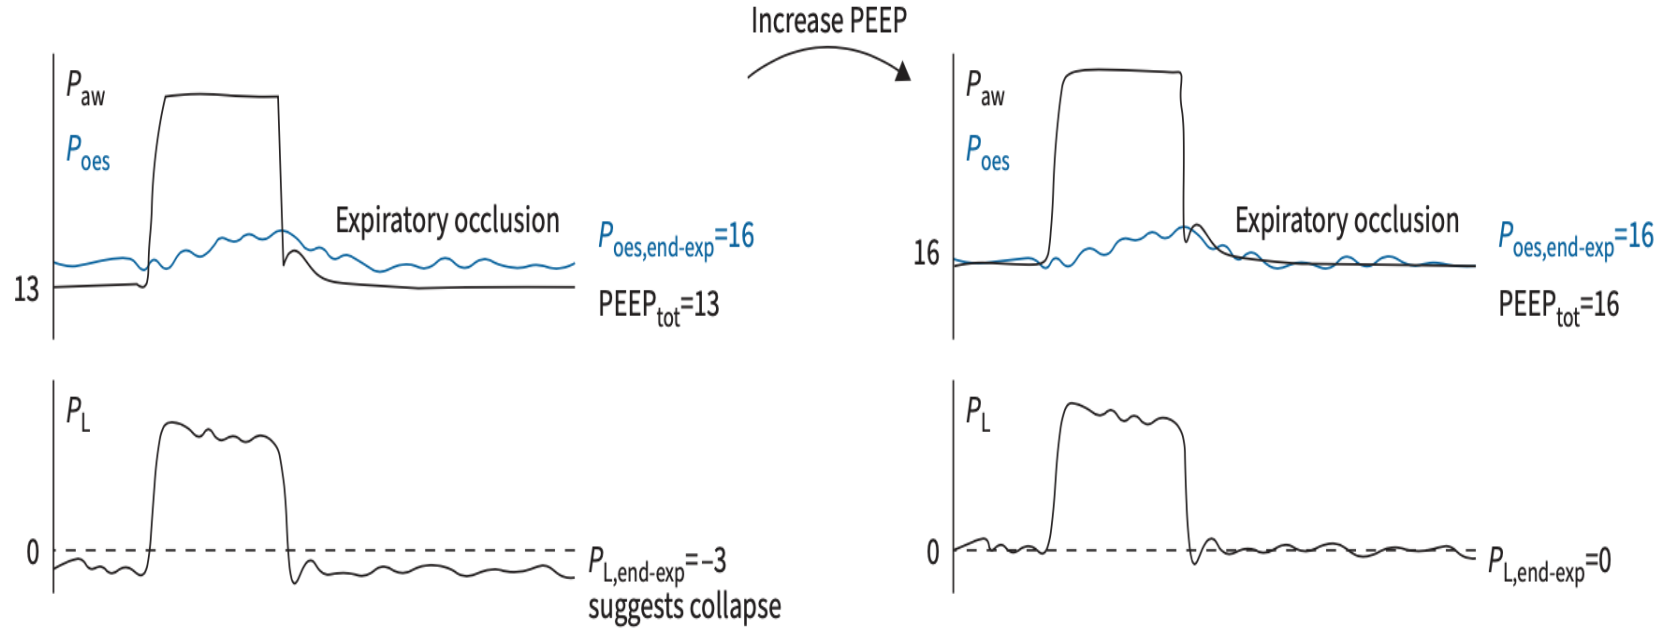 Increase PEEP
Paw
Poes
Expiratory occlusion
Poes,end-exp=16
13
PEEPtot=13
PL
0
PL,end-exp=–3
suggests collapse
Paw
Poes
Expiratory occlusion
Poes,end-exp=16
16
PEEPtot=16
PL
0
PL,end-exp=0